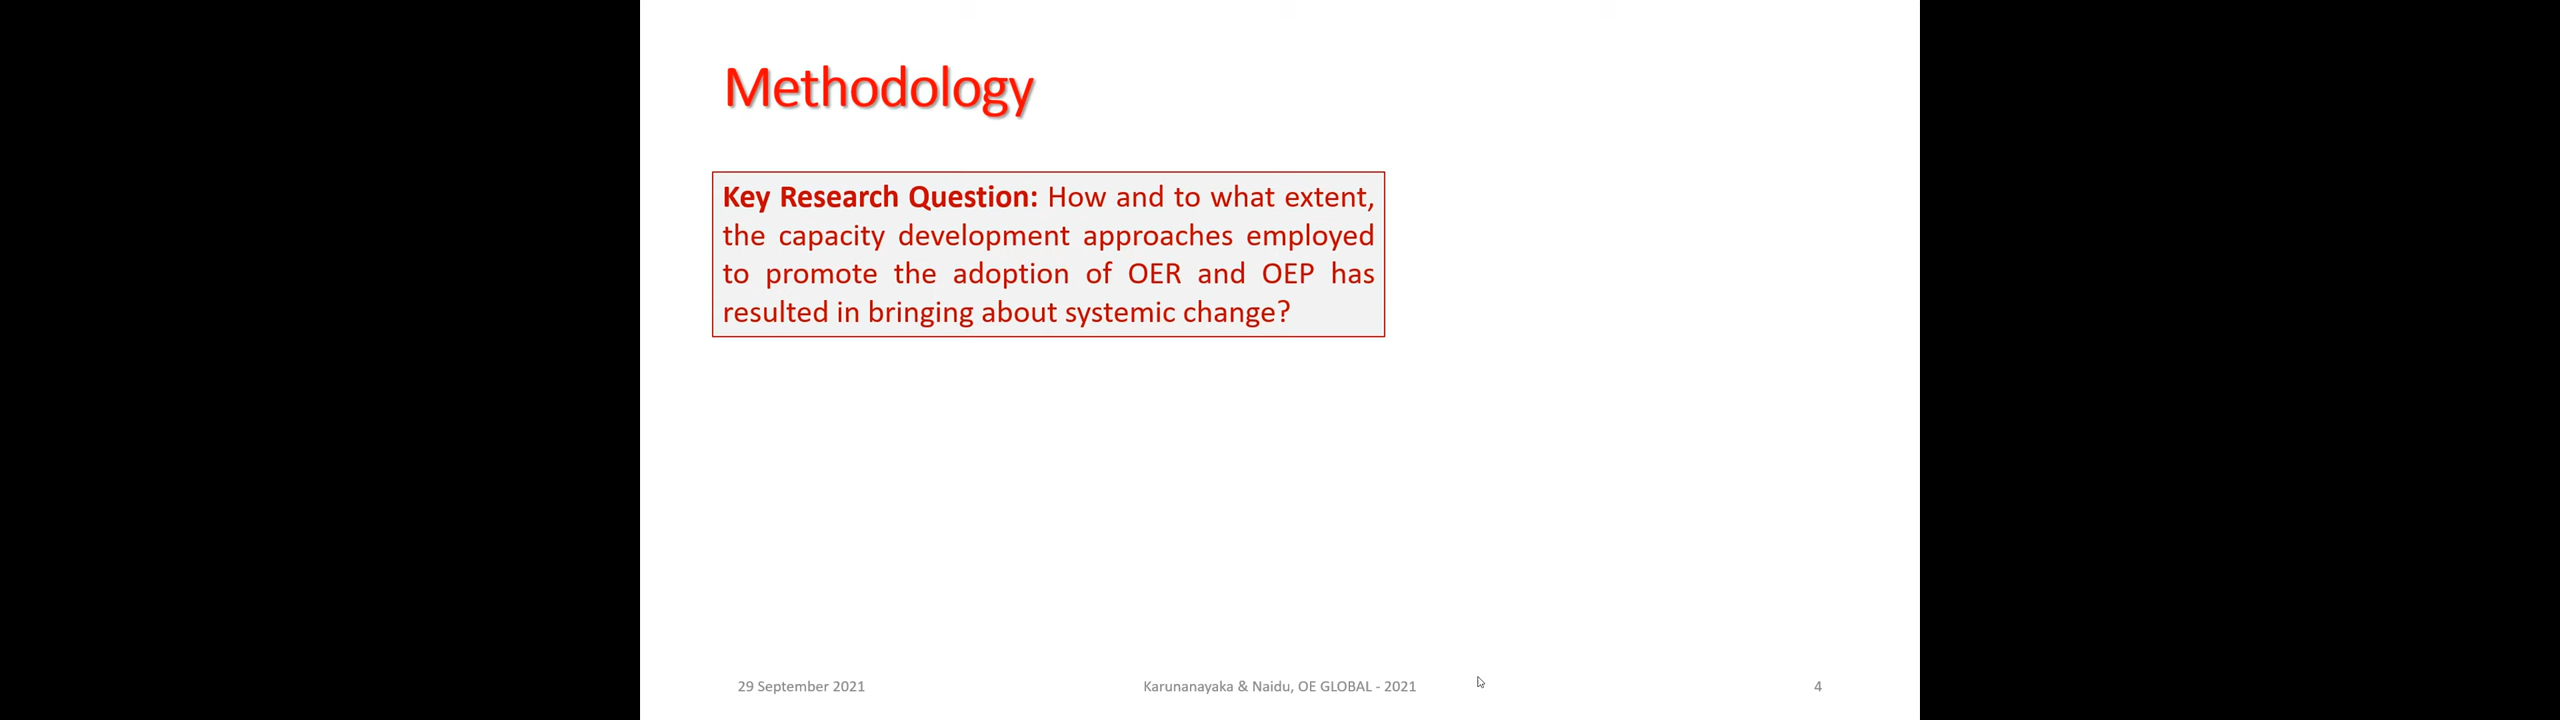 Methodology
Key Research Question: How and to what extent,
the capacity development approaches employed
to promote the adoption of OER and OEP has
resulted in bringing about systemic change?
29 September 2021
Karunanayaka & Naidu, OE GLOBAL - 2021
4